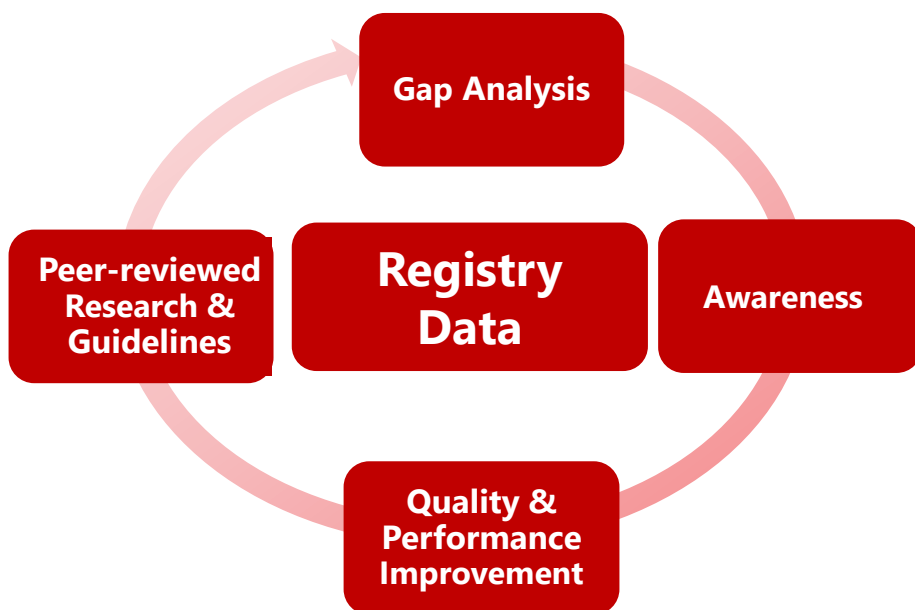 Gap Analysis
Peer-reviewed
Research &
Guidelines
Registry
Data
Awareness
Quality &
Performance
Improvement